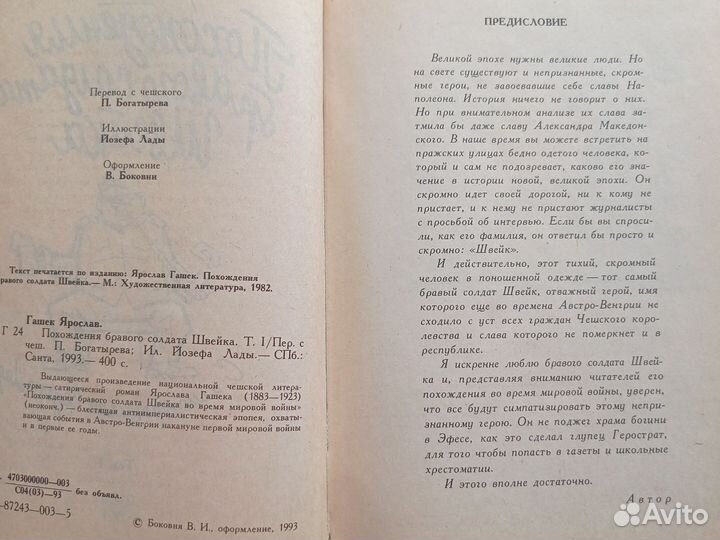 Перевод с чешского
П. Богатырева
Иллюстрации
Йозефа Лады
Оформление
В. Боковни
Текст печатается по изданию: Ярослав Гашек. Похождения
бравого солдата Швейка.— М.: Художественная литература, 1982.
Гашек Ярослав.
Г 24 Похождения бравого солдата Швейка. Т. I/Пер. с
чеш. П. Богатырева; Ил. Йозефа Лады.— СПб.:
Санта, 1993.— 400 с.
Выдающееся произведение национальной чешской литера-
туры — сатирический роман Ярослава Гашека (1883—1923)
"Похождения бравого солдата Швейка во время мировой войны"
(неоконч.) — блестящая антиимпериалистическая эпопея, охваты-
вающая события в Австро-Венгрии накануне первой мировой войны
и в первые ее годы.
4703000000—003
С04(03)—93 без объявл.
—87243—003—5
© Боковня В. И., оформление, 1993
ПРЕДИСЛОВИЕ
Великой эпохе нужны великие люди. Но
на свете существуют и непризнанные, скром-
ные герои, не завоевавшие себе славы На-
полеона. История ничего не говорит о них.
Но при внимательном анализе их слава за-
тмила бы даже славу Александра Македон-
ского. В наше время вы можете встретить на
пражских улицах бедно одетого человека, ко-
торый и сам не подозревает, каково его зна-
чение в истории новой, великой эпохи. Он
скромно идет своей дорогой, ни к кому не
пристает, и к нему не пристают журналисты
с просьбой об интервью. Если бы вы спроси-
ли, как его фамилия, он ответил бы просто и
скромно: «Швейк».
И действительно, этот тихий, скромный
человек в поношенной одежде — тот самый
бравый солдат Швейк, отважный герой, имя
которого еще во времена Австро-Венгрии не
сходило с уст всех граждан Чешского коро-
левства и слава которого не померкнет и в
республике.
Я искренне люблю бравого солдата Швей-
ка и, представляя вниманию читателей его
похождения во время мировой войны, уверен,
что все будут симпатизировать этому непри-
знанному герою. Он не поджег храма богини
в Эфесе, как это сделал глупец Герострат,
для того чтобы попасть в газеты и школьные
хрестоматии.
И этого вполне достаточно.
Автор
Avito